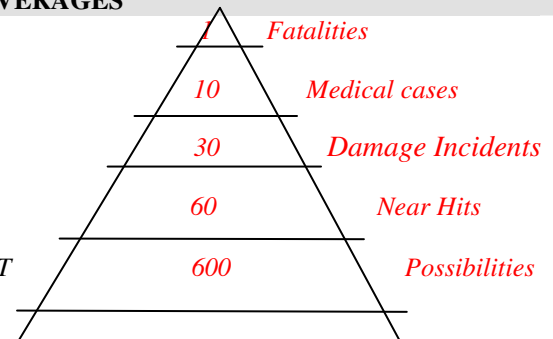 VERAGES
1 Fatalities
10 Medical cases
30 Damage Incidents
60 Near Hits
T 600 Possibilities